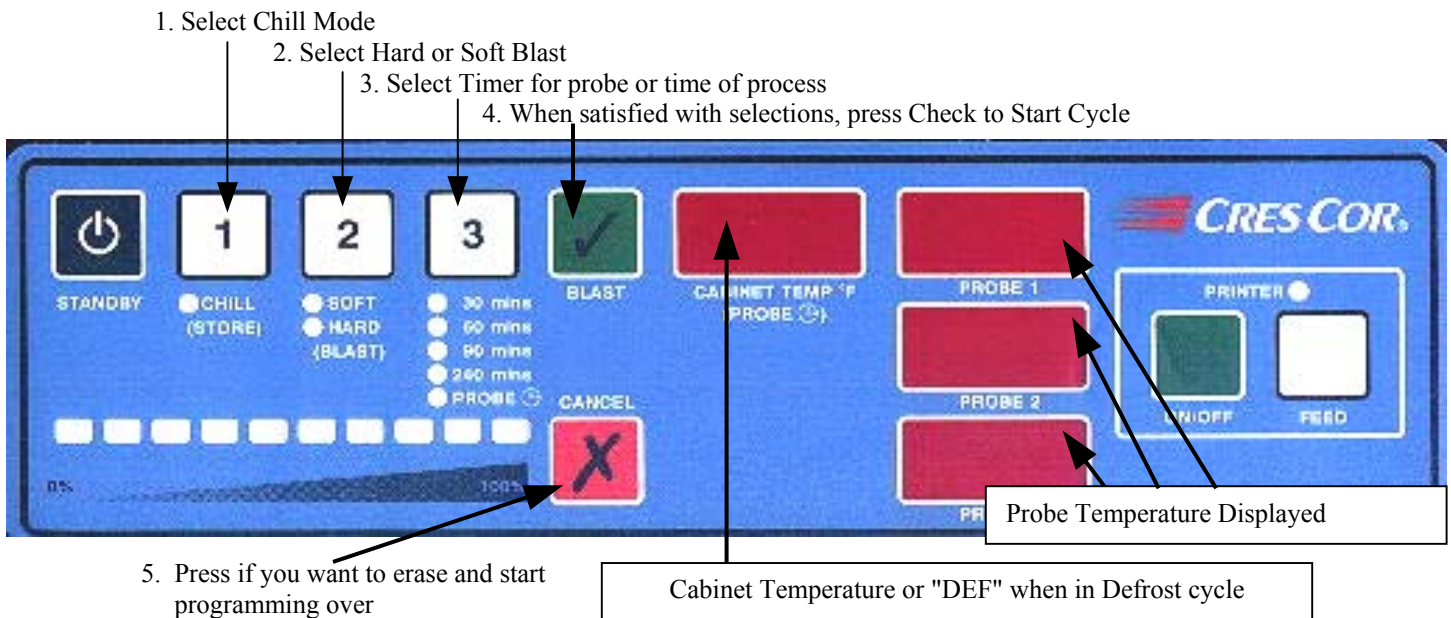 1. Select Chill Mode
2. Select Hard or Soft Blast
3. Select Timer for probe or time of process
4. When satisfied with selections, press Check to Start Cycle
1
2
3
CRES COR
STANDBY
CHILL
(STORE)
SOFT
HARD
(BLAST)
30 mins
60 mins
90 mins
240 mins
PROBE
BLAST
CABINET TEMP °F
(PROBE)
PROBE 1
PROBE 2
PRINTER
ON/OFF
FEED
CANCEL
0%
100%
Probe Temperature Displayed
5. Press if you want to erase and start
programming over
Cabinet Temperature or "DEF" when in Defrost cycle